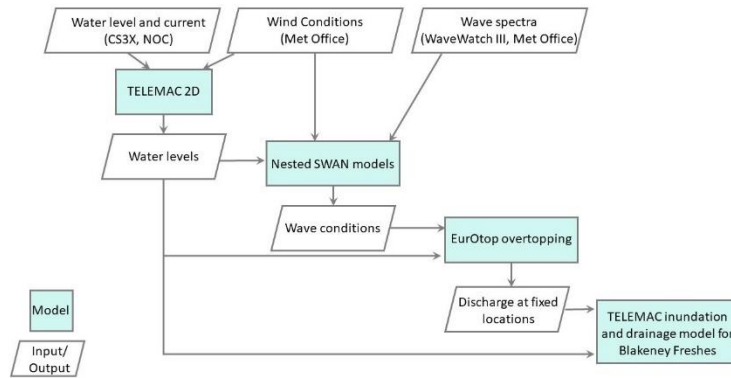 Water level and current
(CS3X, NOC)
Wind Conditions
(Met Office)
Wave spectra
(WaveWatch III, Met Office)
TELEMAC 2D
Water levels
Nested SWAN models
Wave conditions
EurOtop overtopping
Discharge at fixed
locations
TELEMAC inundation
and drainage model for
Blakeney Freshes
Model
Input/
Output